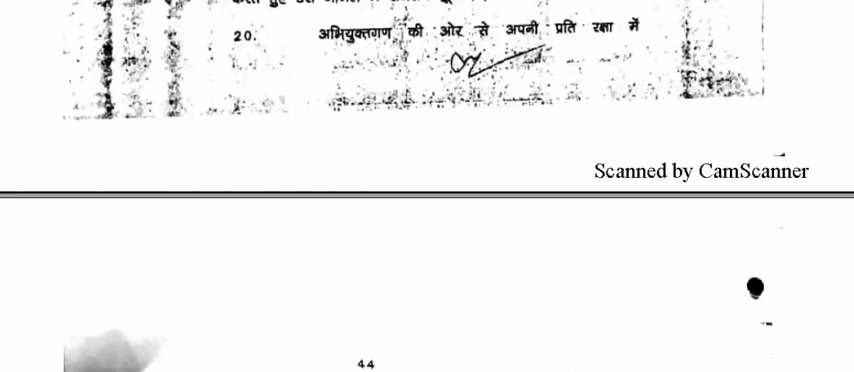 20. अभियुक्तगण की ओर से अपनी प्रति रक्षा में
Scanned by CamScanner
44